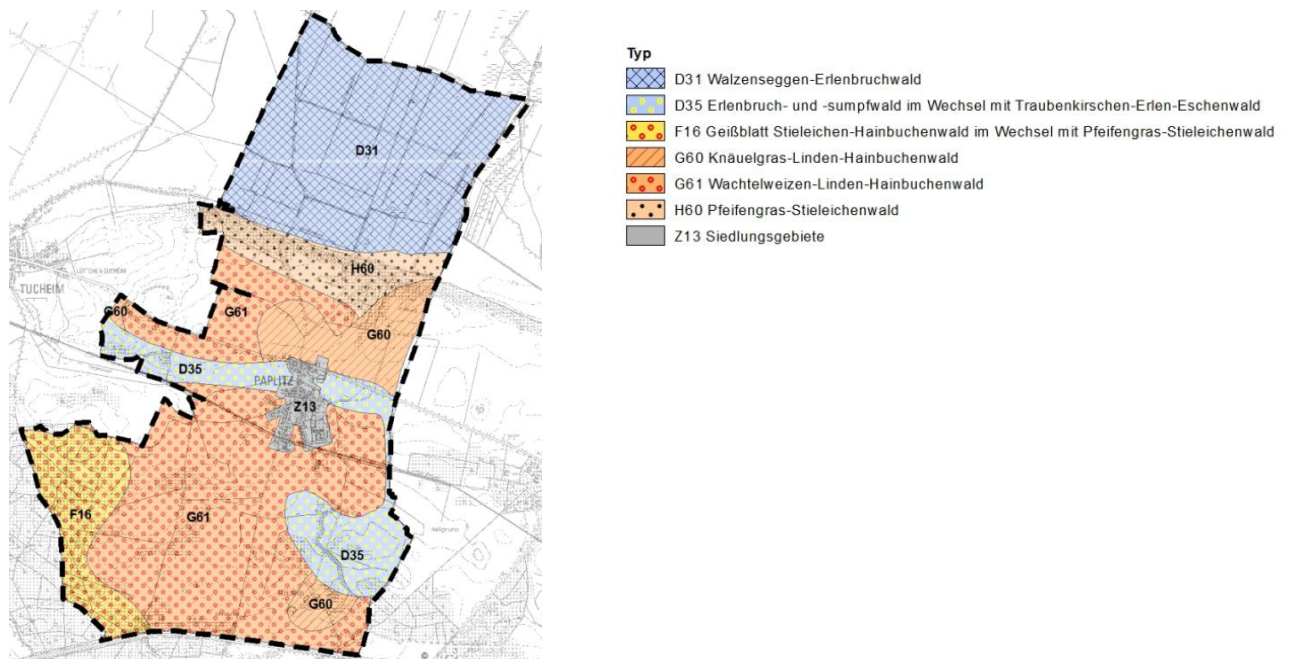 D31
H60
TUCHEIM
G60
G61
G60
D35
PAPLITZ
Z13
F16
G61
D35
G60
Typ
D31 Walzenseggen-Erlenbruchwald
D35 Erlenbruch- und -sumpfwald im Wechsel mit Traubenkirschen-Erlen-Eschenwald
F16 Geißblatt Stieleichen-Hainbuchenwald im Wechsel mit Pfeifengras-Stieleichenwald
G60 Knäuelgras-Linden-Hainbuchenwald
G61 Wachtelweizen-Linden-Hainbuchenwald
H60 Pfeifengras-Stieleichenwald
Z13 Siedlungsgebiete